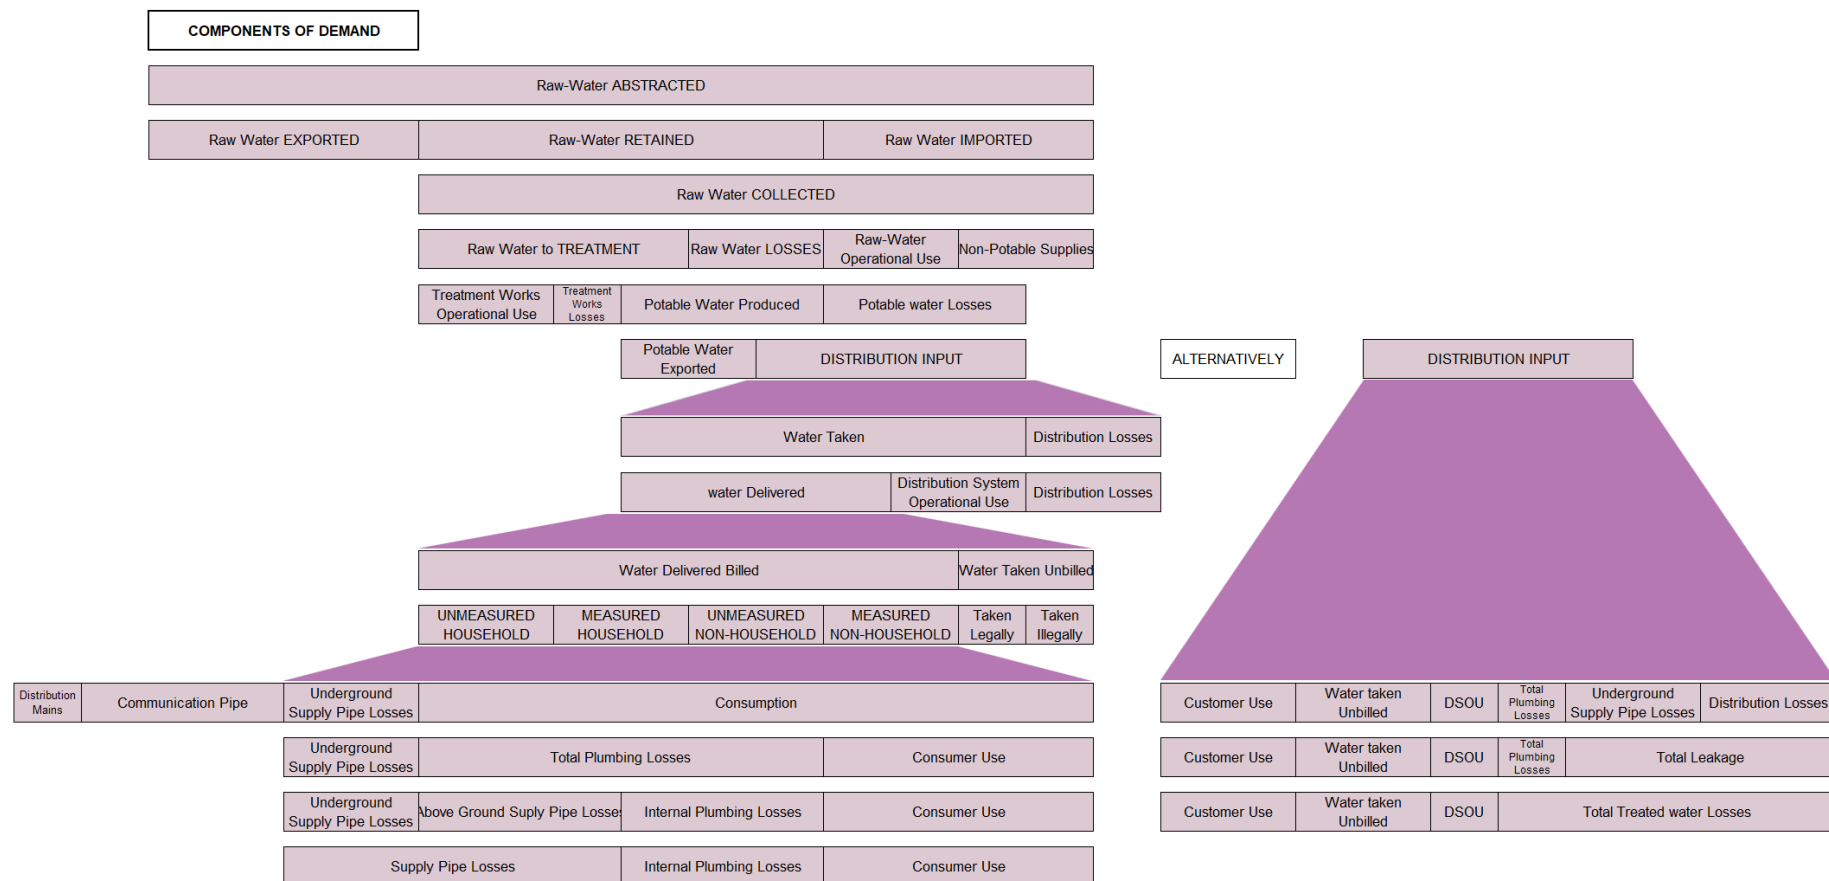 COMPONENTS OF DEMAND
Raw-Water ABSTRACTED
Raw Water EXPORTED
Raw-Water RETAINED
Raw Water IMPORTED
Raw Water COLLECTED
Raw Water to TREATMENT
Raw Water LOSSES
Raw-Water
Operational Use
Non-Potable Supplies
Treatment Works
Operational Use
Treatment
Works
Losses
Potable Water Produced
Potable water Losses
Potable Water
Exported
DISTRIBUTION INPUT
ALTERNATIVELY
DISTRIBUTION INPUT
Water Taken
Distribution Losses
water Delivered
Distribution System
Operational Use
Distribution Losses
Water Delivered Billed
Water Taken Unbilled
UNMEASURED
HOUSEHOLD
MEASURED
HOUSEHOLD
UNMEASURED
NON-HOUSEHOLD
MEASURED
NON-HOUSEHOLD
Taken
Legally
Taken
Illegally
Distribution
Mains
Communication Pipe
Underground
Supply Pipe Losses
Consumption
Customer Use
Water taken
Unbilled
DSOU
Total
Plumbing
Losses
Underground
Supply Pipe Losses
Distribution Losses
Underground
Supply Pipe Losses
Total Plumbing Losses
Consumer Use
Customer Use
Water taken
Unbilled
DSOU
Total
Plumbing
Losses
Total Leakage
Underground
Supply Pipe Losses
Above Ground Suply Pipe Losses
Internal Plumbing Losses
Consumer Use
Customer Use
Water taken
Unbilled
DSOU
Total Treated water Losses
Supply Pipe Losses
Internal Plumbing Losses
Consumer Use